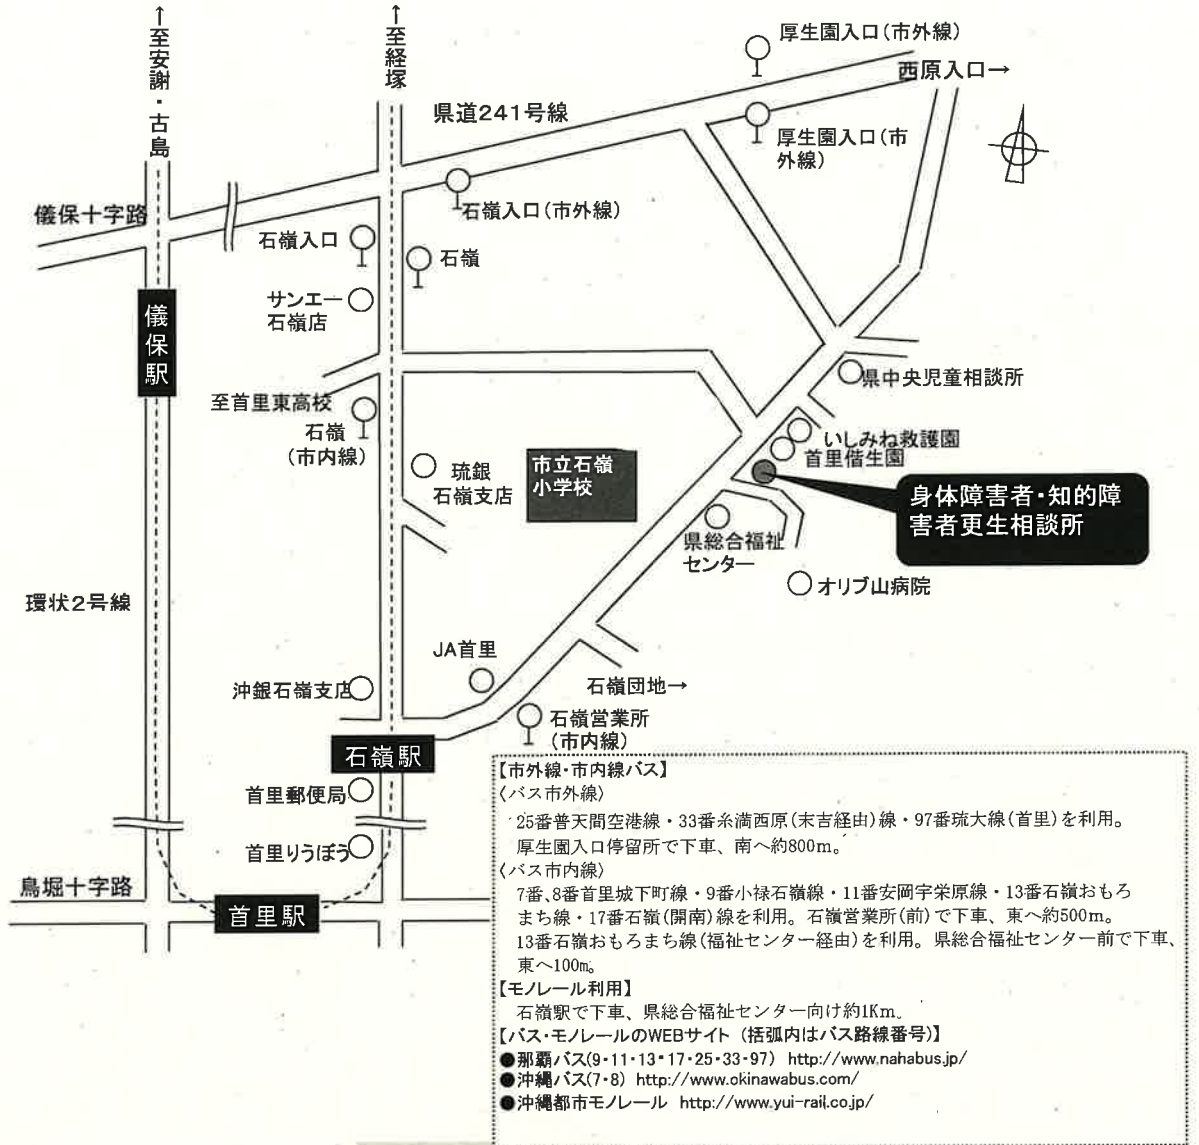 ↑至安謝・古島
↑至経塚
厚生園入口(市外線)
西原入口→
県道241号線
厚生園入口(市
外線)
儀保十字路
石嶺入口(市外線)
石嶺入口
石嶺
サンエー
石嶺店
儀保駅
県中央児童相談所
至首里東高校
石嶺
(市内線)
いしみね救護園
首里偕生園
琉銀
石嶺支店
市立石嶺
小学校
身体障害者・知的障
害者更生相談所
県総合福祉
センター
オリブ山病院
環状2号線
JA首里
沖銀石嶺支店
石嶺団地→
石嶺営業所
(市内線)
石嶺駅
首里郵便局
首里りうぼう
鳥堀十字路
首里駅
【市外線・市内線バス】
〈バス市外線〉
25番普天間空港線・33番糸満西原(末吉経由)線・97番琉大線(首里)を利用。
厚生園入口停留所で下車、南へ約800m。
〈バス市内線〉
7番、8番首里城下町線・9番小禄石嶺線・11番安岡宇栄原線・13番石嶺おもろ
まち線・17番石嶺(開南)線を利用。石嶺営業所(前)で下車、東へ約500m。
13番石嶺おもろまち線(福祉センター経由)を利用。県総合福祉センター前で下車、
東へ100m。
【モノレール利用】
石嶺駅で下車、県総合福祉センター向け約1Km。
【バス・モノレールのWEBサイト (括弧内はバス路線番号)】
●那覇バス(9・11・13・17・25・33・97) http://www.nahabus.jp/
●沖縄バス(7・8) http://www.okinawabus.com/
●沖縄都市モノレール http://www.yui-rail.co.jp/